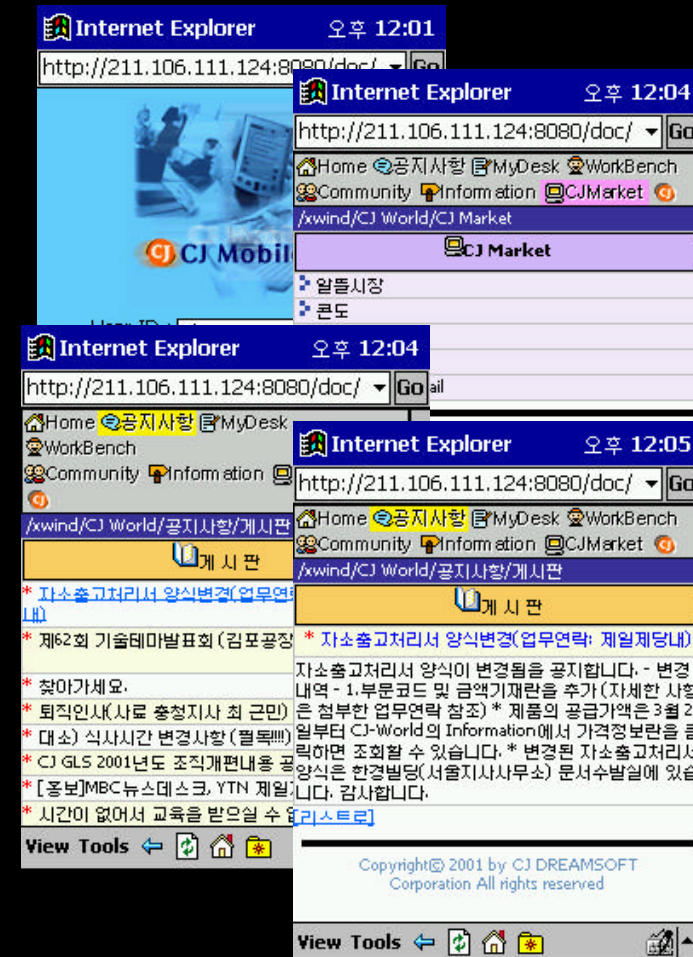 Internet Explorer 오후 12:01
http://211.106.111.124:8080/doc/ Go
CJ Mobile
User ID :
Internet Explorer 오후 12:04
http://211.106.111.124:8080/doc/ Go
Home 공지사항 MyDesk WorkBench
Community Information CJMarket
/xwind/CJ World/CJ Market
CJ Market
알뜰시장
콘도
ail
Internet Explorer 오후 12:04
http://211.106.111.124:8080/doc/ Go
Home 공지사항 MyDesk
WorkBench
Community Information
/xwind/CJ World/공지사항/게시판
게 시 판
* 자소출고처리서 양식변경(업무연
내)
* 제62회 기술테마발표회 (김포공장
* 찾아가세요.
* 퇴직인사(사료 충청지사 최 근민)
* 대소) 식사시간 변경사항 (필독!!!!)
* CJ GLS 2001년도 조직개편내용 공
* [홍보]MBC뉴스데스크, YTN 제일
* 시간이 없어서 교육을 받으실 수
View Tools
Internet Explorer 오후 12:05
http://211.106.111.124:8080/doc/ Go
Home 공지사항 MyDesk WorkBench
Community Information CJMarket
/xwind/CJ World/공지사항/게시판
게 시 판
* 자소출고처리서 양식변경(업무연락: 제일제당내)
자소출고처리서 양식이 변경됨을 공지합니다. - 변경
내역 - 1.부문코드 및 금액기재란을 추가 (자세한 사항
은 첨부한 업무연락 참조) * 제품의 공급가액은 3월 2
일부터 CJ-World의 Information에서 가격정보란을 클
릭하면 조회할 수 있습니다. * 변경된 자소출고처리서
양식은 한경빌딩(서울지사사무소) 문서수발실에 있습
니다. 감사합니다.
[리스트로]
Copyright© 2001 by CJ DREAMSOFT
Corporation All rights reserved
View Tools